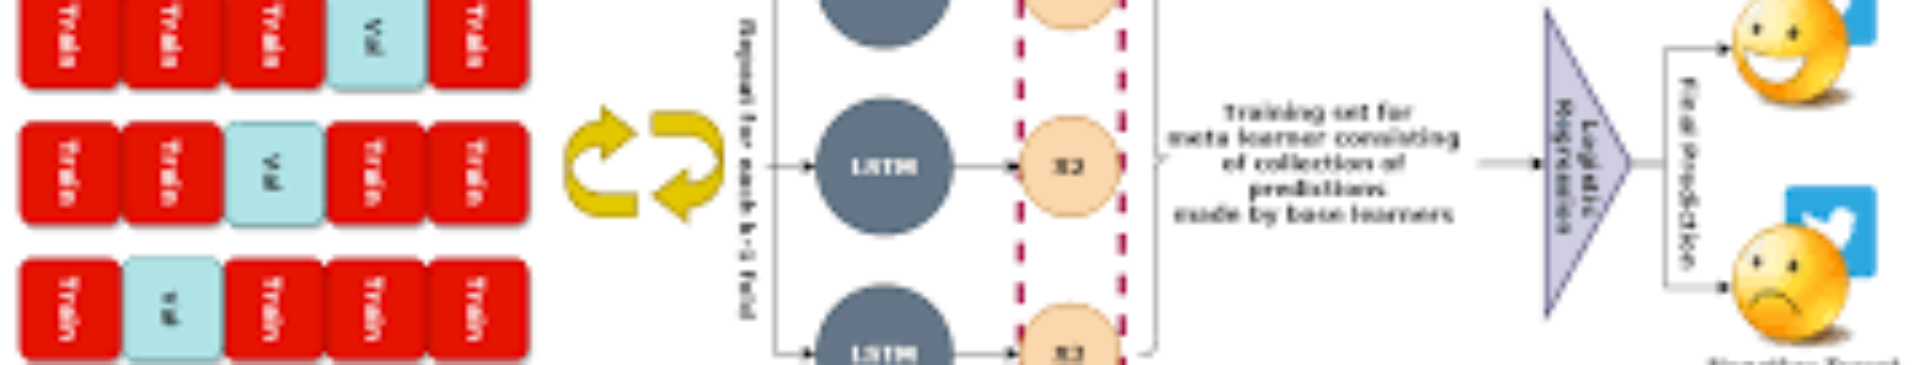 Train Train Train Val Train
Train Train Val Train Train
Train Val Train Train Train
Repeat for each k-1 Fold
LSTM
X2
LSTM
Training set for
meta learner consisting
of collection of
predictions
made by base learners
Logistic
Regression
Final Prediction